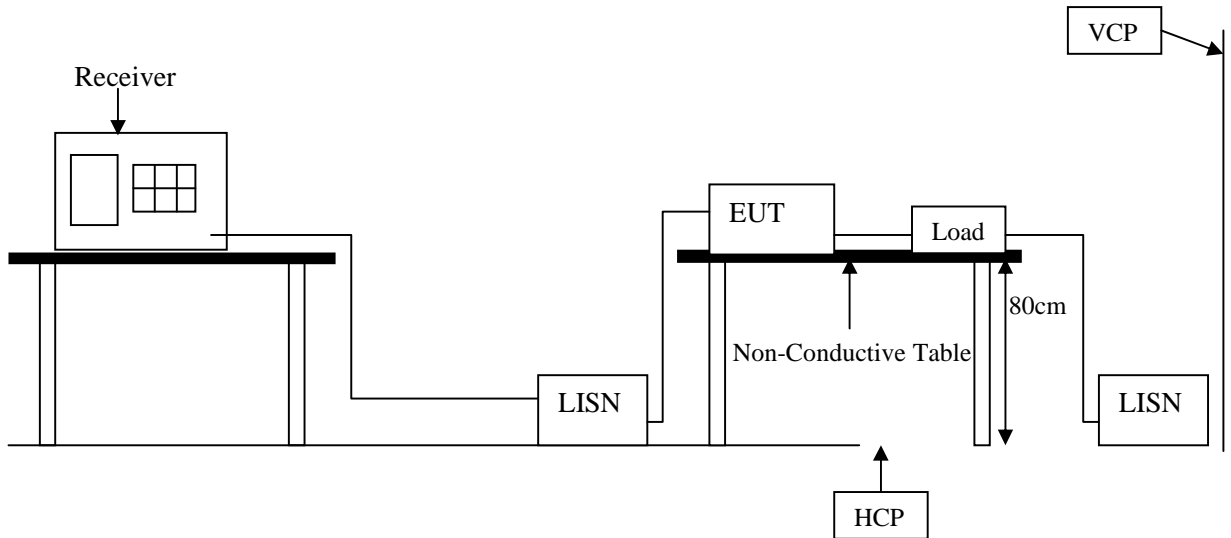 VCP
Receiver
EUT
Load
80cm
Non-Conductive Table
LISN
LISN
HCP